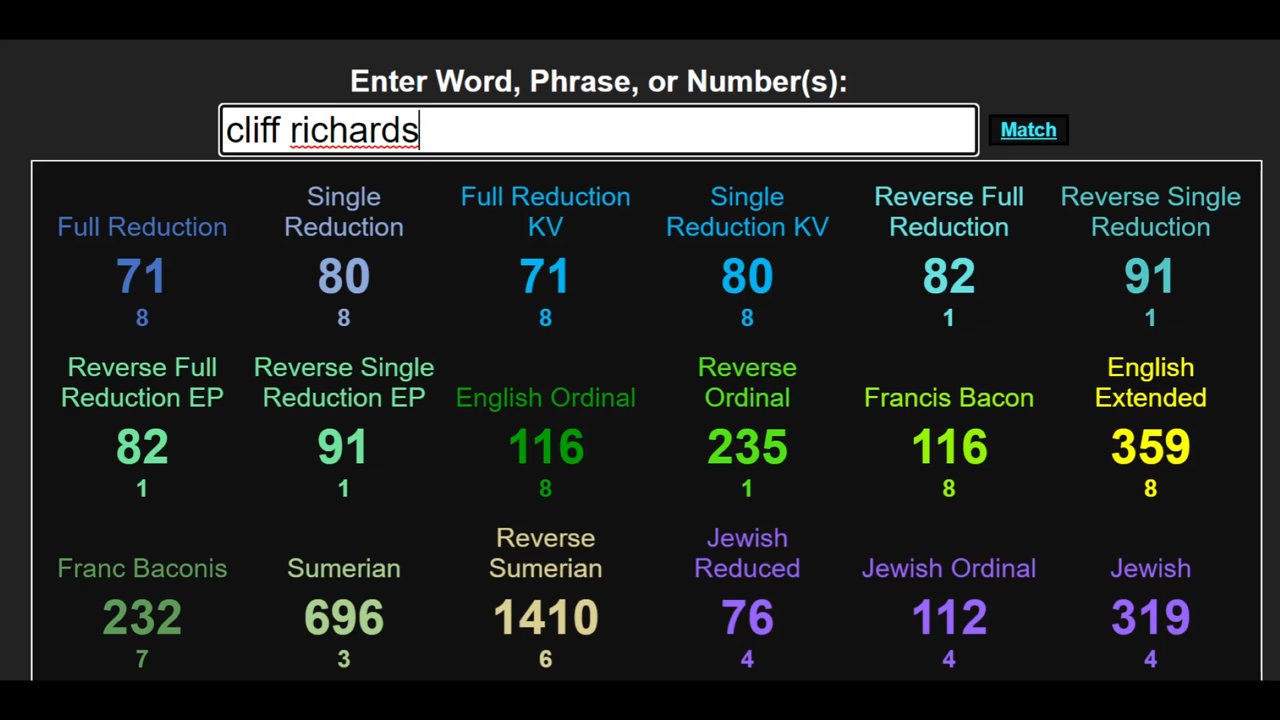 Enter Word, Phrase, or Number(s):
cliff richards
Match
Full Reduction
Single Reduction
Full Reduction KV
Single Reduction KV
Reverse Full Reduction
Reverse Single Reduction
71 80 71 80 82 91
8 8 8 8 1 1
Reverse Full Reduction EP
Reverse Single Reduction EP
English Ordinal
Reverse Ordinal
Francis Bacon
English Extended
82 91 116 235 116 359
1 1 8 1 8 8
Franc Baconis
Sumerian
Reverse Sumerian
Jewish Reduced
Jewish Ordinal
Jewish
232 696 1410 76 112 319
7 3 6 4 4 4